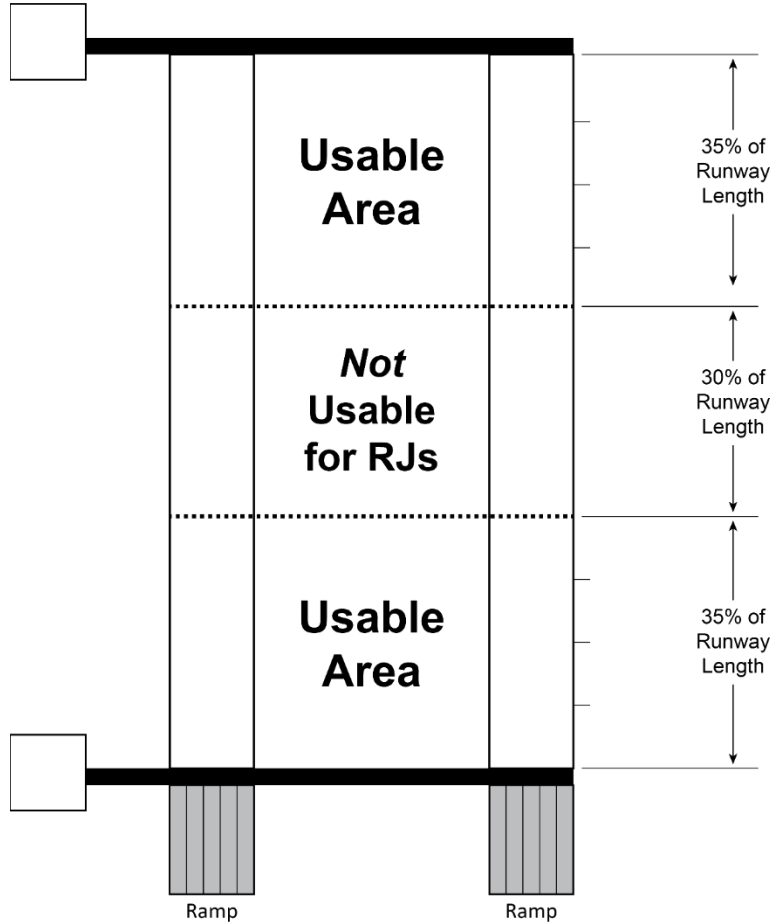 Usable
Area
35% of
Runway
Length
Not
Usable
for RJs
30% of
Runway
Length
Usable
Area
35% of
Runway
Length
Ramp
Ramp